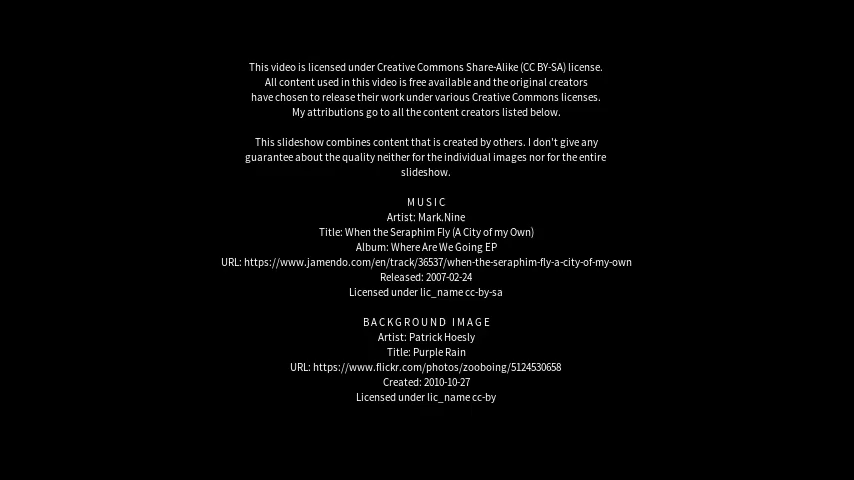 This video is licensed under Creative Commons Share-Alike (CC BY-SA) license.
All content used in this video is free available and the original creators
have chosen to release their work under various Creative Commons licenses.
My attributions go to all the content creators listed below.
This slideshow combines content that is created by others. I don't give any
guarantee about the quality neither for the individual images nor for the entire
slideshow.
MUSIC
Artist: Mark.Nine
Title: When the Seraphim Fly (A City of my Own)
Album: Where Are We Going EP
URL: https://www.jamendo.com/en/track/36537/when-the-seraphim-fly-a-city-of-my-own
Released: 2007-02-24
Licensed under lic_name cc-by-sa
BACKGROUND IMAGE
Artist: Patrick Hoesly
Title: Purple Rain
URL: https://www.flickr.com/photos/zooboing/5124530658
Created: 2010-10-27
Licensed under lic_name cc-by